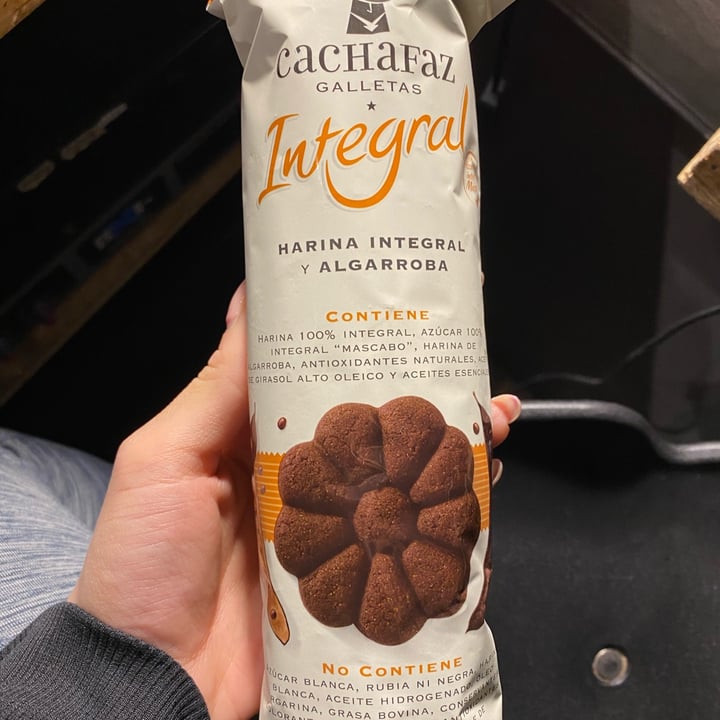 CACHAFAZ
GALLETAS
Integral
HARINA INTEGRAL
Y ALGARROBA
CONTIENE
HARINA 100% INTEGRAL, AZÚCAR 100%
INTEGRAL "MASCABO", HARINA DE
ALGARROBA, ANTIOXIDANTES NATURALES,
DE GIRASOL ALTO OLEICO Y ACEITES
NO CONTIENE
AZÚCAR BLANCA, RUBIA NI NEGRA,
BLANCA, ACEITE HIDROGENADO,
MARGARINA, GRASA BOVINA,